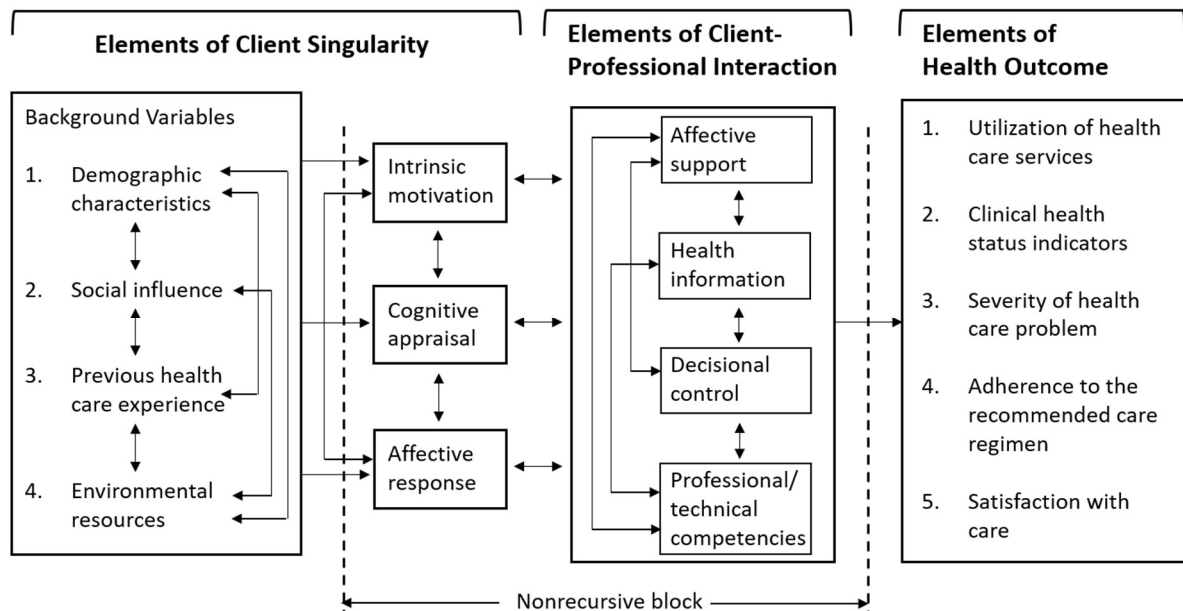 Elements of Client Singularity
Elements of Client-
Professional Interaction
Elements of
Health Outcome
Background Variables
1. Demographic
characteristics
2. Social influence
3. Previous health
care experience
4. Environmental
resources
Intrinsic
motivation
Cognitive
appraisal
Affective
response
Affective
support
Health
information
Decisional
control
Professional/
technical
competencies
1. Utilization of health
care services
2. Clinical health
status indicators
3. Severity of health
care problem
4. Adherence to the
recommended care
regimen
5. Satisfaction with
care
Nonrecursive block